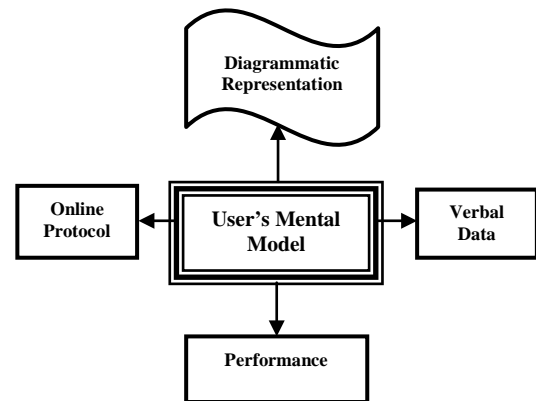 Diagrammatic
Representation
Online
Protocol
User's Mental
Model
Verbal
Data
Performance